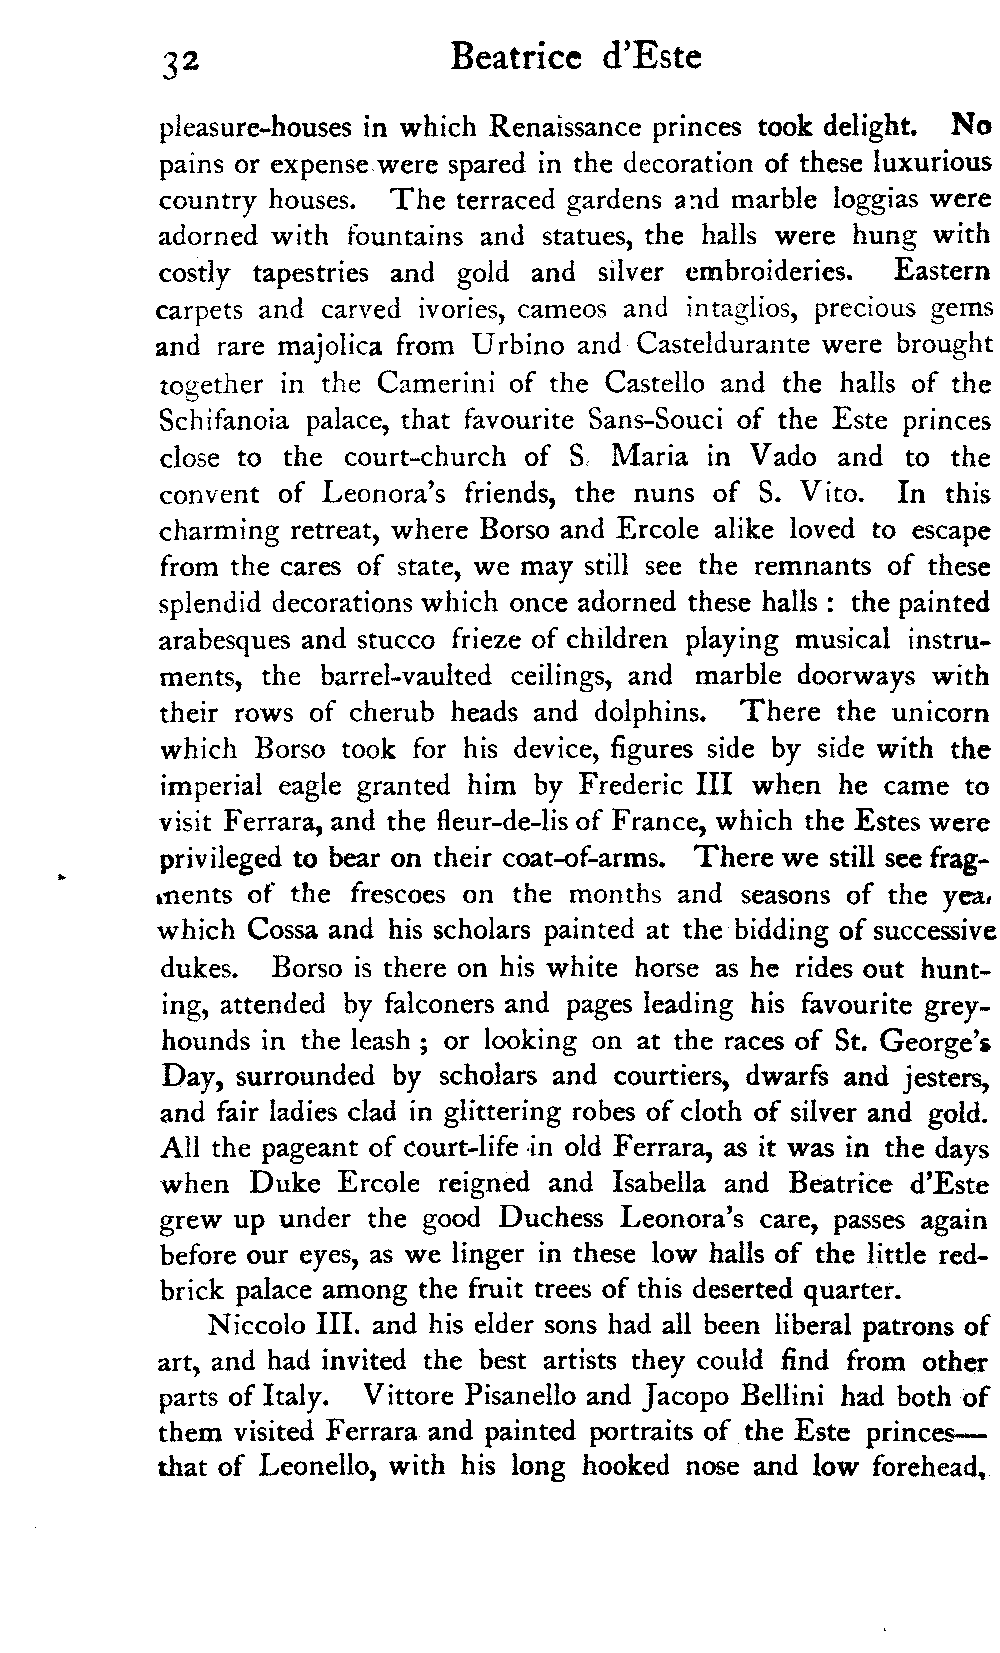 32 Beatrice d'Este
pleasure-houses in which Renaissance princes took delight. No
pains or expense were spared in the decoration of these luxurious
country houses. The terraced gardens and marble loggias were
adorned with fountains and statues, the halls were hung with
costly tapestries and gold and silver embroideries. Eastern
carpets and carved ivories, cameos and intaglios, precious gems
and rare majolica from Urbino and Casteldurante were brought
together in the Camerini of the Castello and the halls of the
Schifanoia palace, that favourite Sans-Souci of the Este princes
close to the court-church of S. Maria in Vado and to the
convent of Leonora's friends, the nuns of S. Vito. In this
charming retreat, where Borso and Ercole alike loved to escape
from the cares of state, we may still see the remnants of these
splendid decorations which once adorned these halls : the painted
arabesques and stucco frieze of children playing musical instru-
ments, the barrel-vaulted ceilings, and marble doorways with
their rows of cherub heads and dolphins. There the unicorn
which Borso took for his device, figures side by side with the
imperial eagle granted him by Frederic III when he came to
visit Ferrara, and the fleur-de-lis of France, which the Estes were
privileged to bear on their coat-of-arms. There we still see frag-
ments of the frescoes on the months and seasons of the year
which Cossa and his scholars painted at the bidding of successive
dukes. Borso is there on his white horse as he rides out hunt-
ing, attended by falconers and pages leading his favourite grey-
hounds in the leash ; or looking on at the races of St. George's
Day, surrounded by scholars and courtiers, dwarfs and jesters,
and fair ladies clad in glittering robes of cloth of silver and gold.
All the pageant of court-life in old Ferrara, as it was in the days
when Duke Ercole reigned and Isabella and Beatrice d'Este
grew up under the good Duchess Leonora's care, passes again
before our eyes, as we linger in these low halls of the little red-
brick palace among the fruit trees of this deserted quarter.
Niccolo III. and his elder sons had all been liberal patrons of
art, and had invited the best artists they could find from other
parts of Italy. Vittore Pisanello and Jacopo Bellini had both of
them visited Ferrara and painted portraits of the Este princes—
that of Leonello, with his long hooked nose and low forehead,